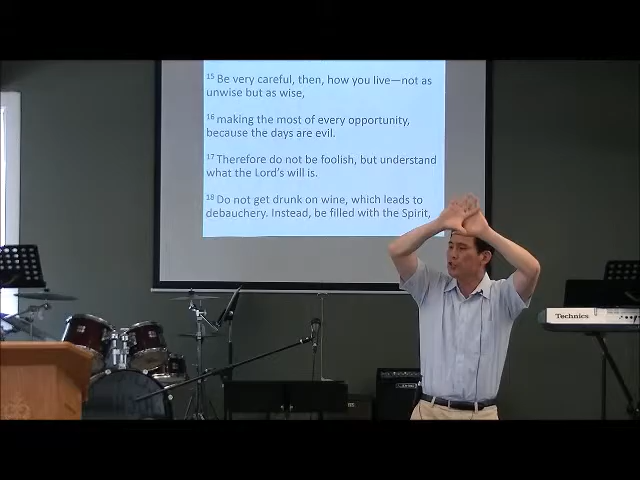 15 Be very careful, then, how you live—not as
unwise but as wise,
16 making the most of every opportunity,
because the days are evil.
17 Therefore do not be foolish, but understand
what the Lord's will is.
18 Do not get drunk on wine, which leads to
debauchery. Instead, be filled with the Spirit,
Technics